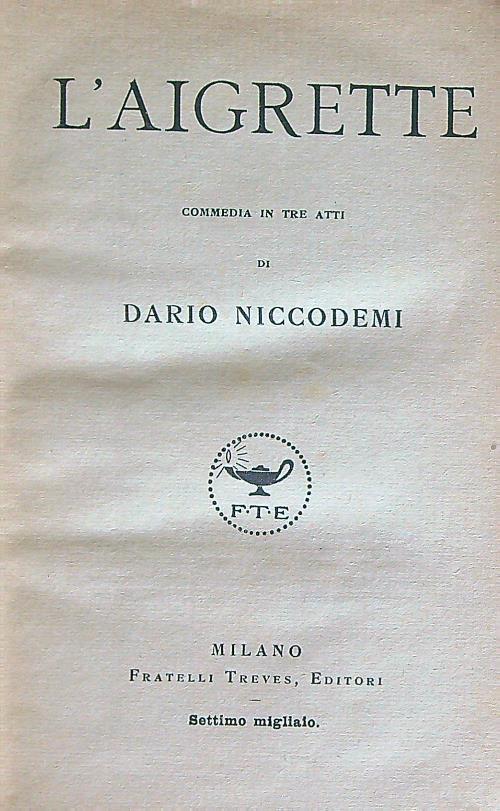 L'AIGRETTE
COMMEDIA IN TRE ATTI
DI
DARIO NICCODEMI
F·T·E
MILANO
FRATELLI TREVES, EDITORI
Settimo migliaio.